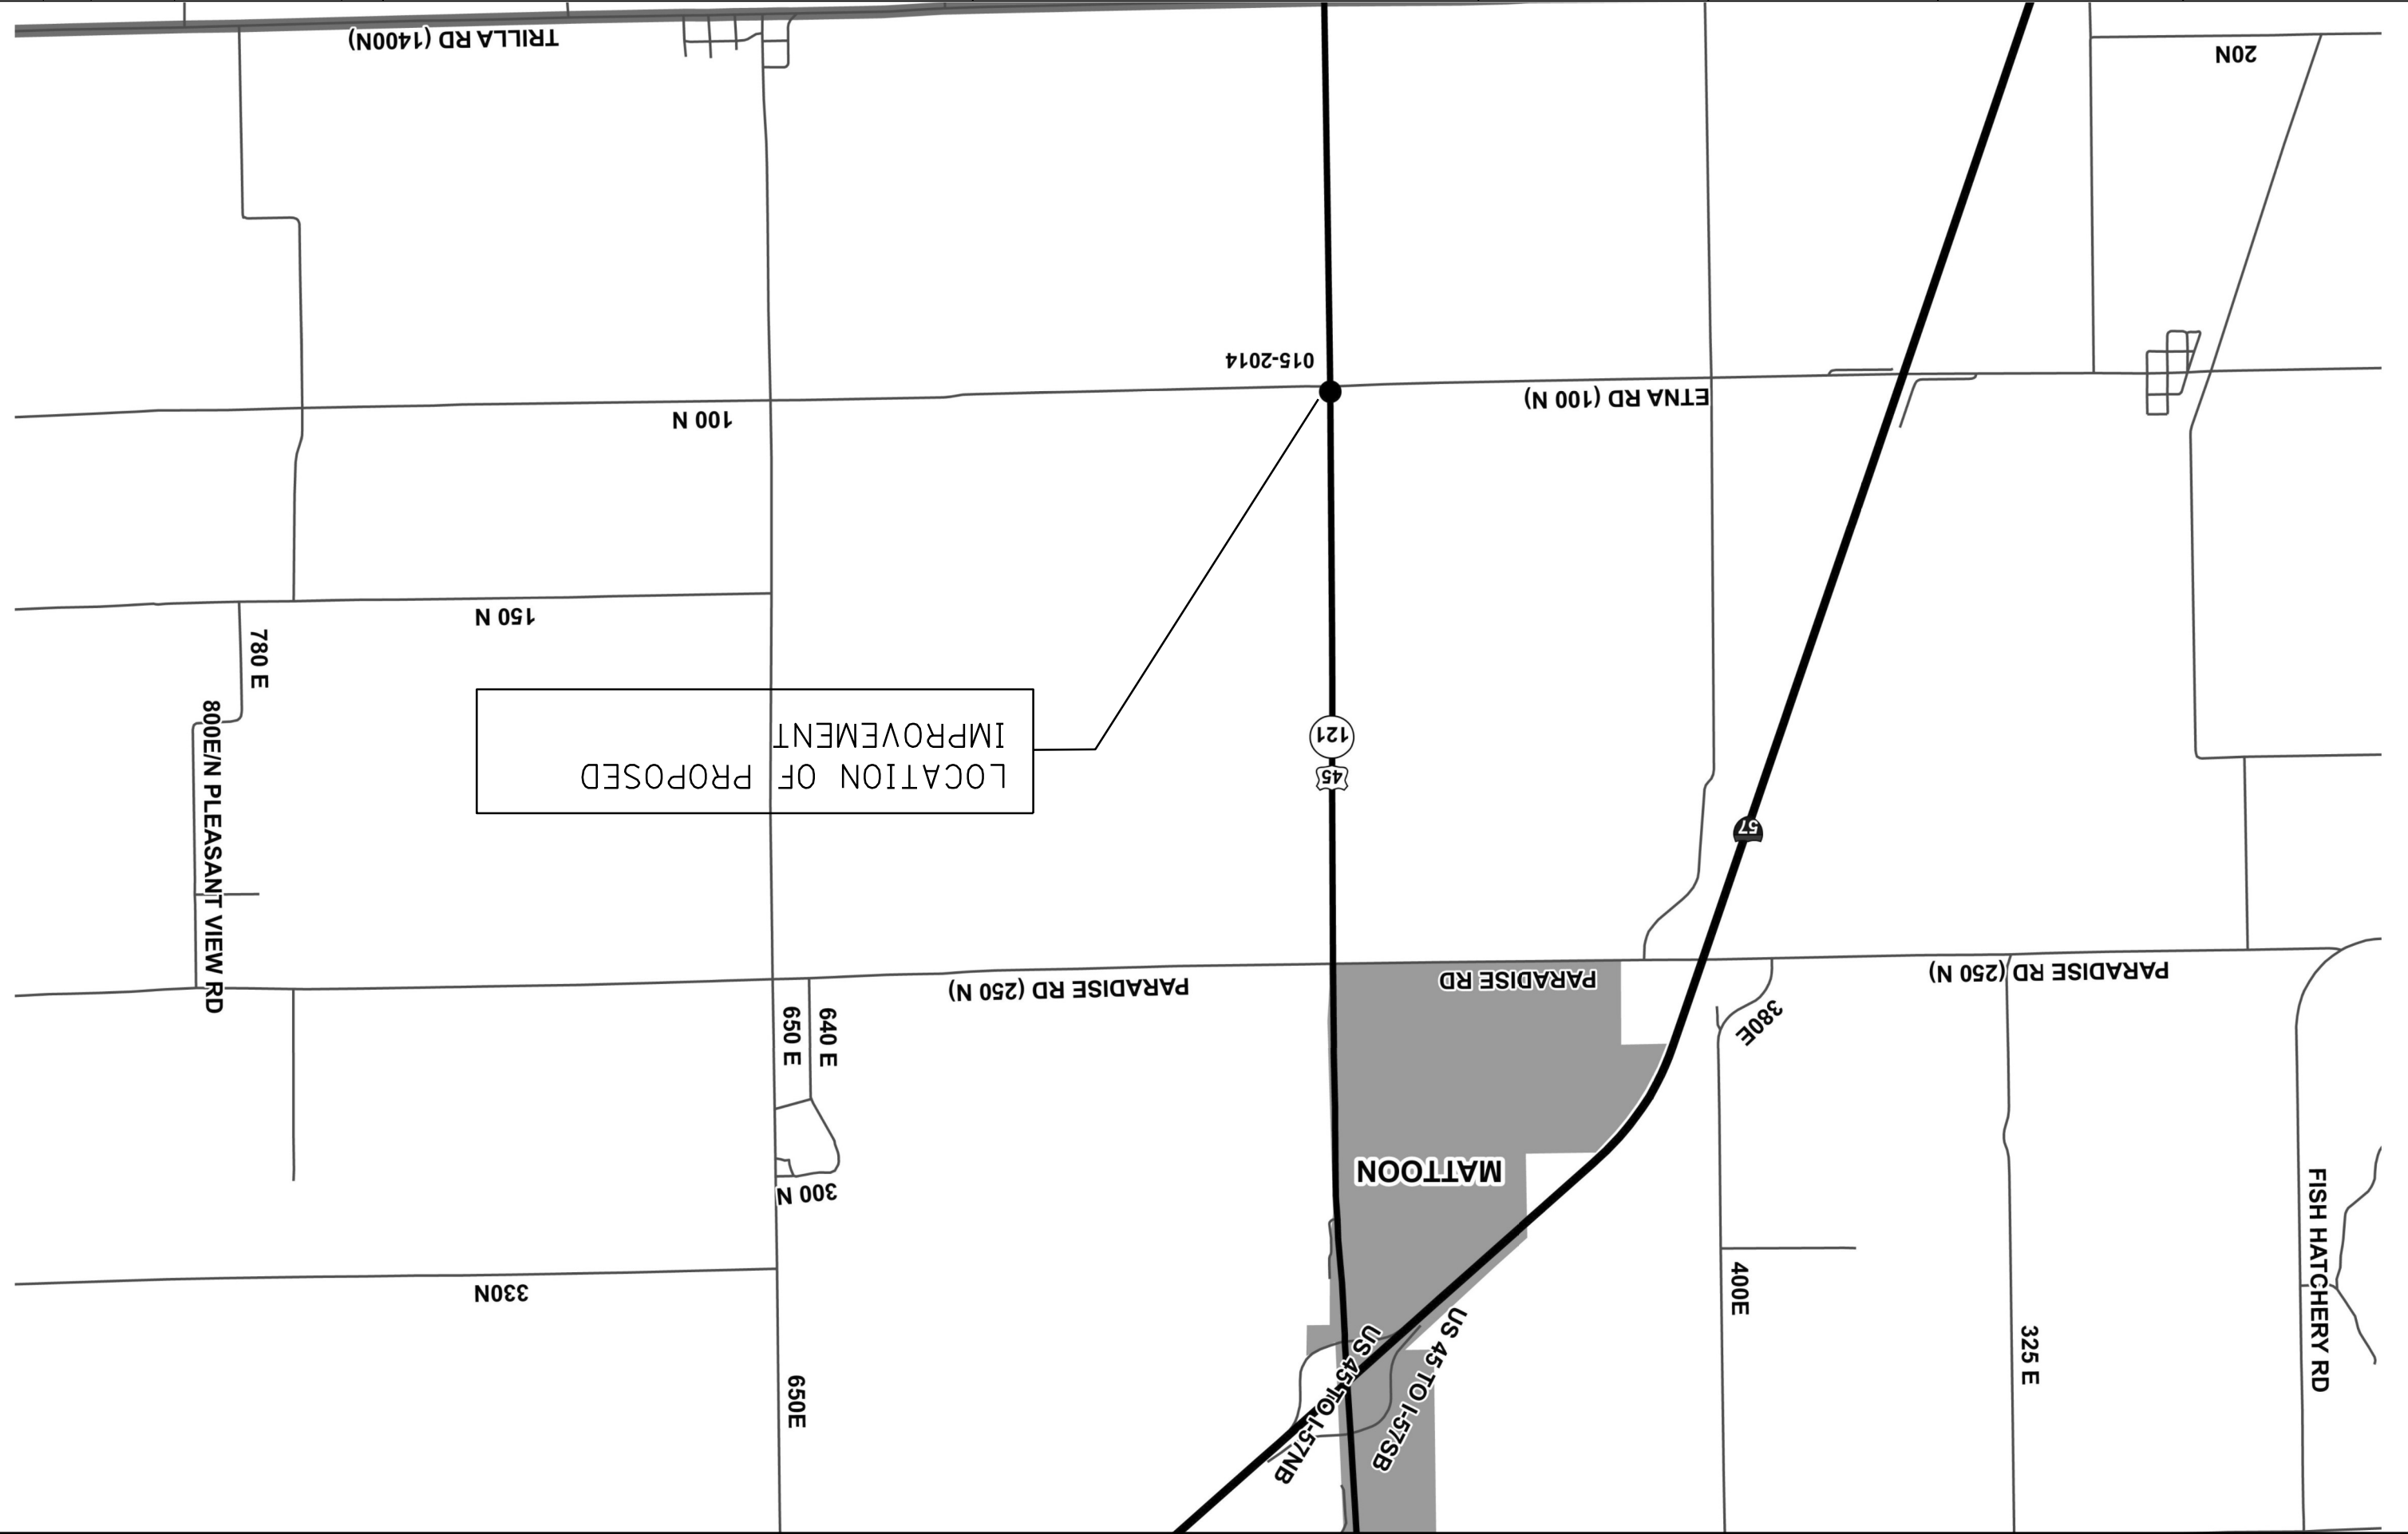 US 45 TO I-57SB
US 45 TO I-57NB
650E
325 E
FISH HATCHERY RD
400E
330N
300 N
MATTOON
640 E
650 E
380E
PARADISE RD (250 N)
PARADISE RD
PARADISE RD (250 N)
800E/N PLEASANT VIEW RD
57
45
121
LOCATION OF PROPOSED
IMPROVEMENT
780 E
150 N
ETNA RD (100 N)
100 N
015-2014
20N
TRILLA RD (1400N)